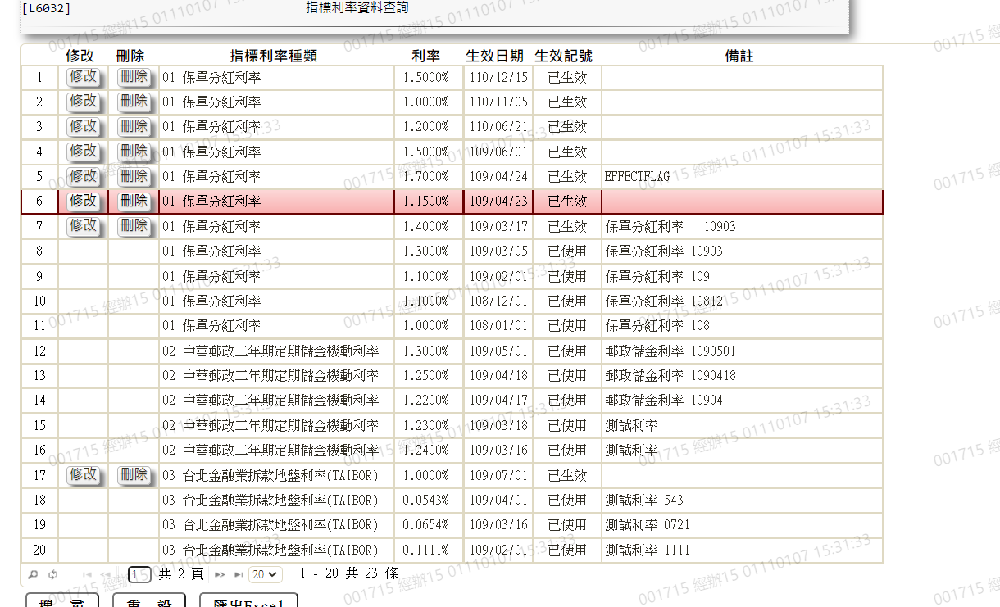 [L6032] 指標利率資料查詢
修改 刪除 指標利率種類 利率 生效日期 生效記號 備註
1 修改 刪除 01 保單分紅利率 1.5000% 110/12/15 已生效
2 修改 刪除 01 保單分紅利率 1.0000% 110/11/05 已生效
3 修改 刪除 01 保單分紅利率 1.2000% 110/06/21 已生效
4 修改 刪除 01 保單分紅利率 1.5000% 109/06/01 已生效
5 修改 刪除 01 保單分紅利率 1.7000% 109/04/24 已生效 EFFECTFLAG
6 修改 刪除 01 保單分紅利率 1.1500% 109/04/23 已生效
7 修改 刪除 01 保單分紅利率 1.4000% 109/03/17 已生效 保單分紅利率 10903
8 01 保單分紅利率 1.3000% 109/03/05 已使用 保單分紅利率 10903
9 01 保單分紅利率 1.1000% 109/02/01 已使用 保單分紅利率 109
10 01 保單分紅利率 1.1000% 108/12/01 已使用 保單分紅利率 10812
11 01 保單分紅利率 1.0000% 108/01/01 已使用 保單分紅利率 108
12 02 中華郵政二年期定期儲金機動利率 1.3000% 109/05/01 已使用 郵政儲金利率 1090501
13 02 中華郵政二年期定期儲金機動利率 1.2500% 109/04/18 已使用 郵政儲金利率 1090418
14 02 中華郵政二年期定期儲金機動利率 1.2200% 109/04/17 已使用 郵政儲金利率 10904
15 02 中華郵政二年期定期儲金機動利率 1.2300% 109/03/18 已使用 測試利率
16 02 中華郵政二年期定期儲金機動利率 1.2400% 109/03/16 已使用 測試利率
17 修改 刪除 03 台北金融業拆款地盤利率(TAIBOR) 1.0000% 109/07/01 已生效
18 03 台北金融業拆款地盤利率(TAIBOR) 0.0543% 109/04/01 已使用 測試利率 543
19 03 台北金融業拆款地盤利率(TAIBOR) 0.0654% 109/03/16 已使用 測試利率 0721
20 03 台北金融業拆款地盤利率(TAIBOR) 0.1111% 109/02/01 已使用 測試利率 1111
1 共 2 頁 20 1 - 20 共 23 條
搜 尋 重 設 匯出Excel
001715 經辦15 01110107 15:31:33